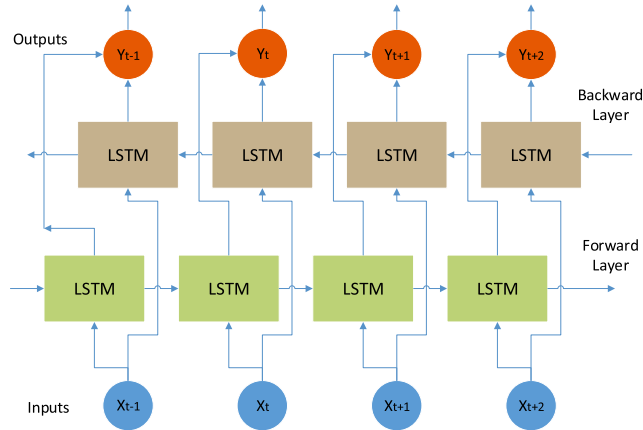 Outputs
Yt-1
Yt
Yt+1
Yt+2
Backward
Layer
LSTM
LSTM
LSTM
LSTM
Forward
Layer
LSTM
LSTM
LSTM
LSTM
Inputs
Xt-1
Xt
Xt+1
Xt+2